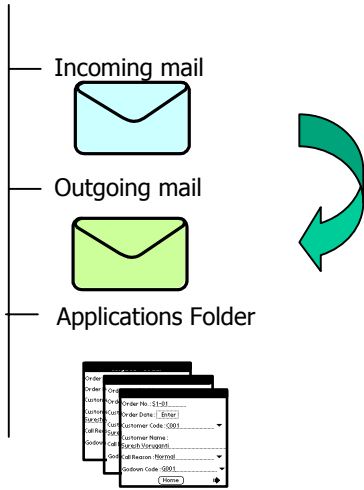 Incoming mail
Outgoing mail
Applications Folder
Order No.: S1-01
Order Date: Enter
Customer Code: C001
Customer Name:
Suresh Voruganti
Call Reason: Normal
Godown Code: G001
Home